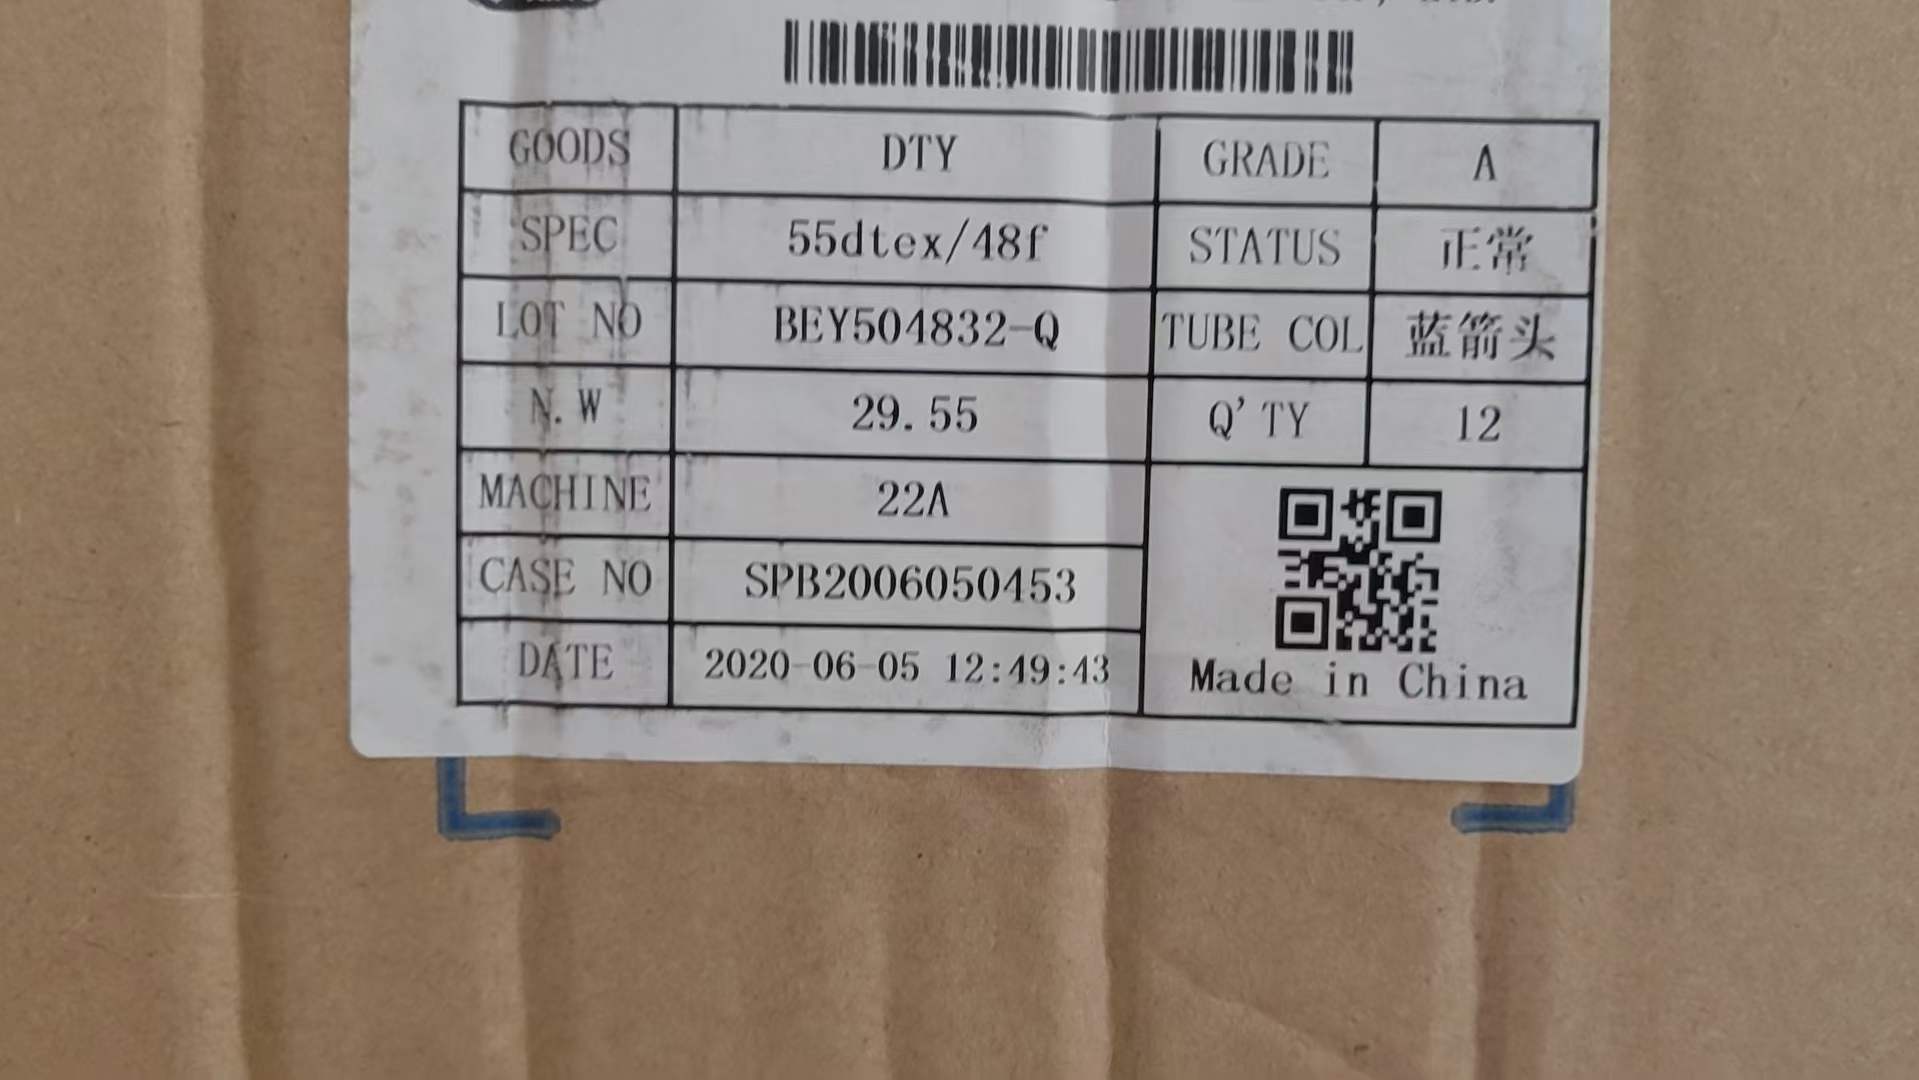 GOODS DTY GRADE A
SPEC 55dtex/48f STATUS 正常
LOT NO BEY504832-Q TUBE COL 蓝箭头
N.W 29.55 Q'TY 12
MACHINE 22A
CASE NO SPB2006050453
DATE 2020-06-05 12:49:43
Made in China